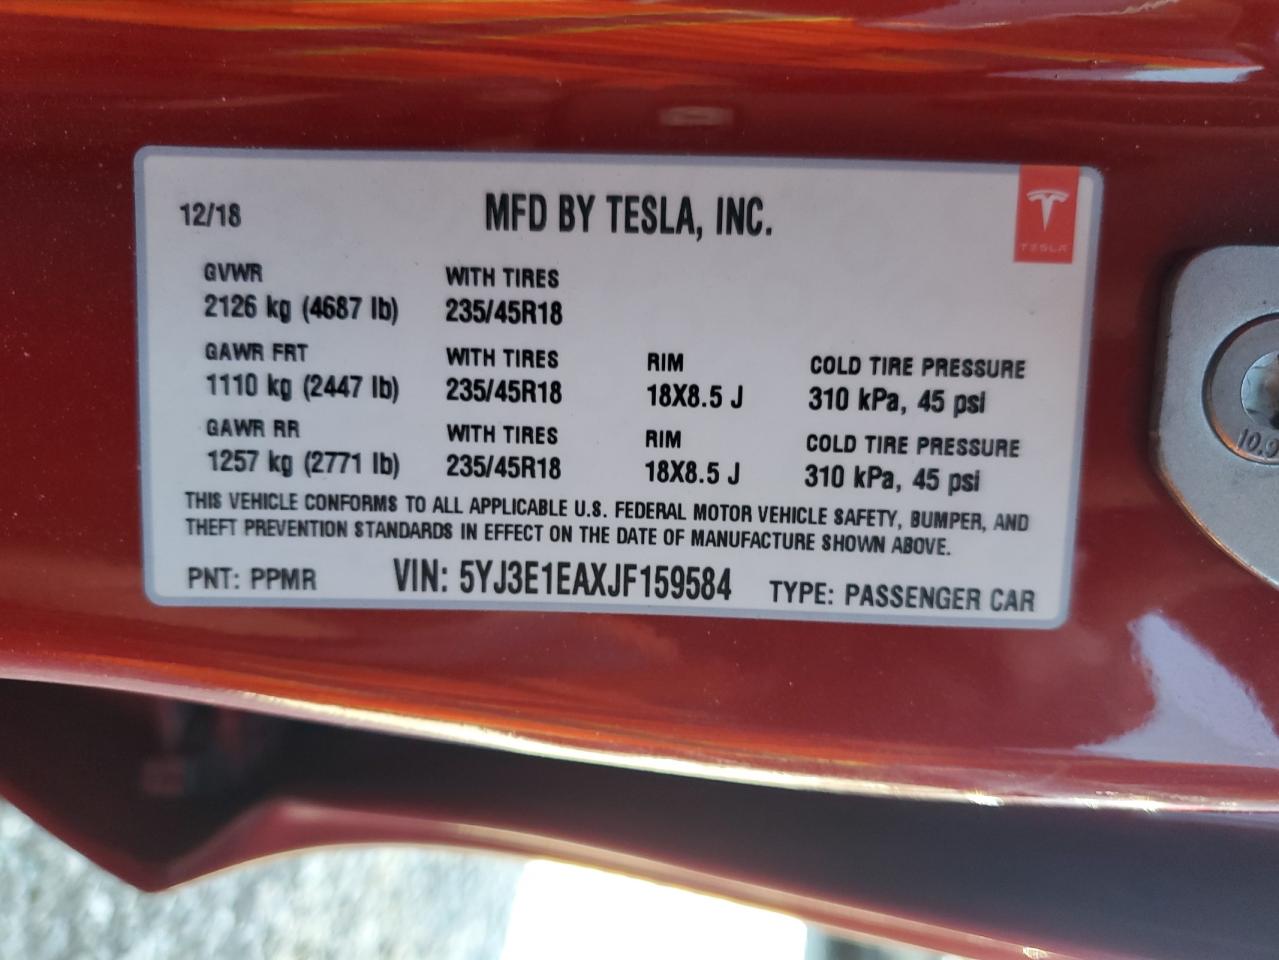 12/18 MFD BY TESLA, INC.
TESLA
GVWR WITH TIRES
2126 kg (4687 lb) 235/45R18
GAWR FRT WITH TIRES RIM COLD TIRE PRESSURE
1110 kg (2447 lb) 235/45R18 18X8.5 J 310 kPa, 45 psi
GAWR RR WITH TIRES RIM COLD TIRE PRESSURE
1257 kg (2771 lb) 235/45R18 18X8.5 J 310 kPa, 45 psi
THIS VEHICLE CONFORMS TO ALL APPLICABLE U.S. FEDERAL MOTOR VEHICLE SAFETY, BUMPER, AND
THEFT PREVENTION STANDARDS IN EFFECT ON THE DATE OF MANUFACTURE SHOWN ABOVE.
PNT: PPMR VIN: 5YJ3E1EAXJF159584 TYPE: PASSENGER CAR
10.9